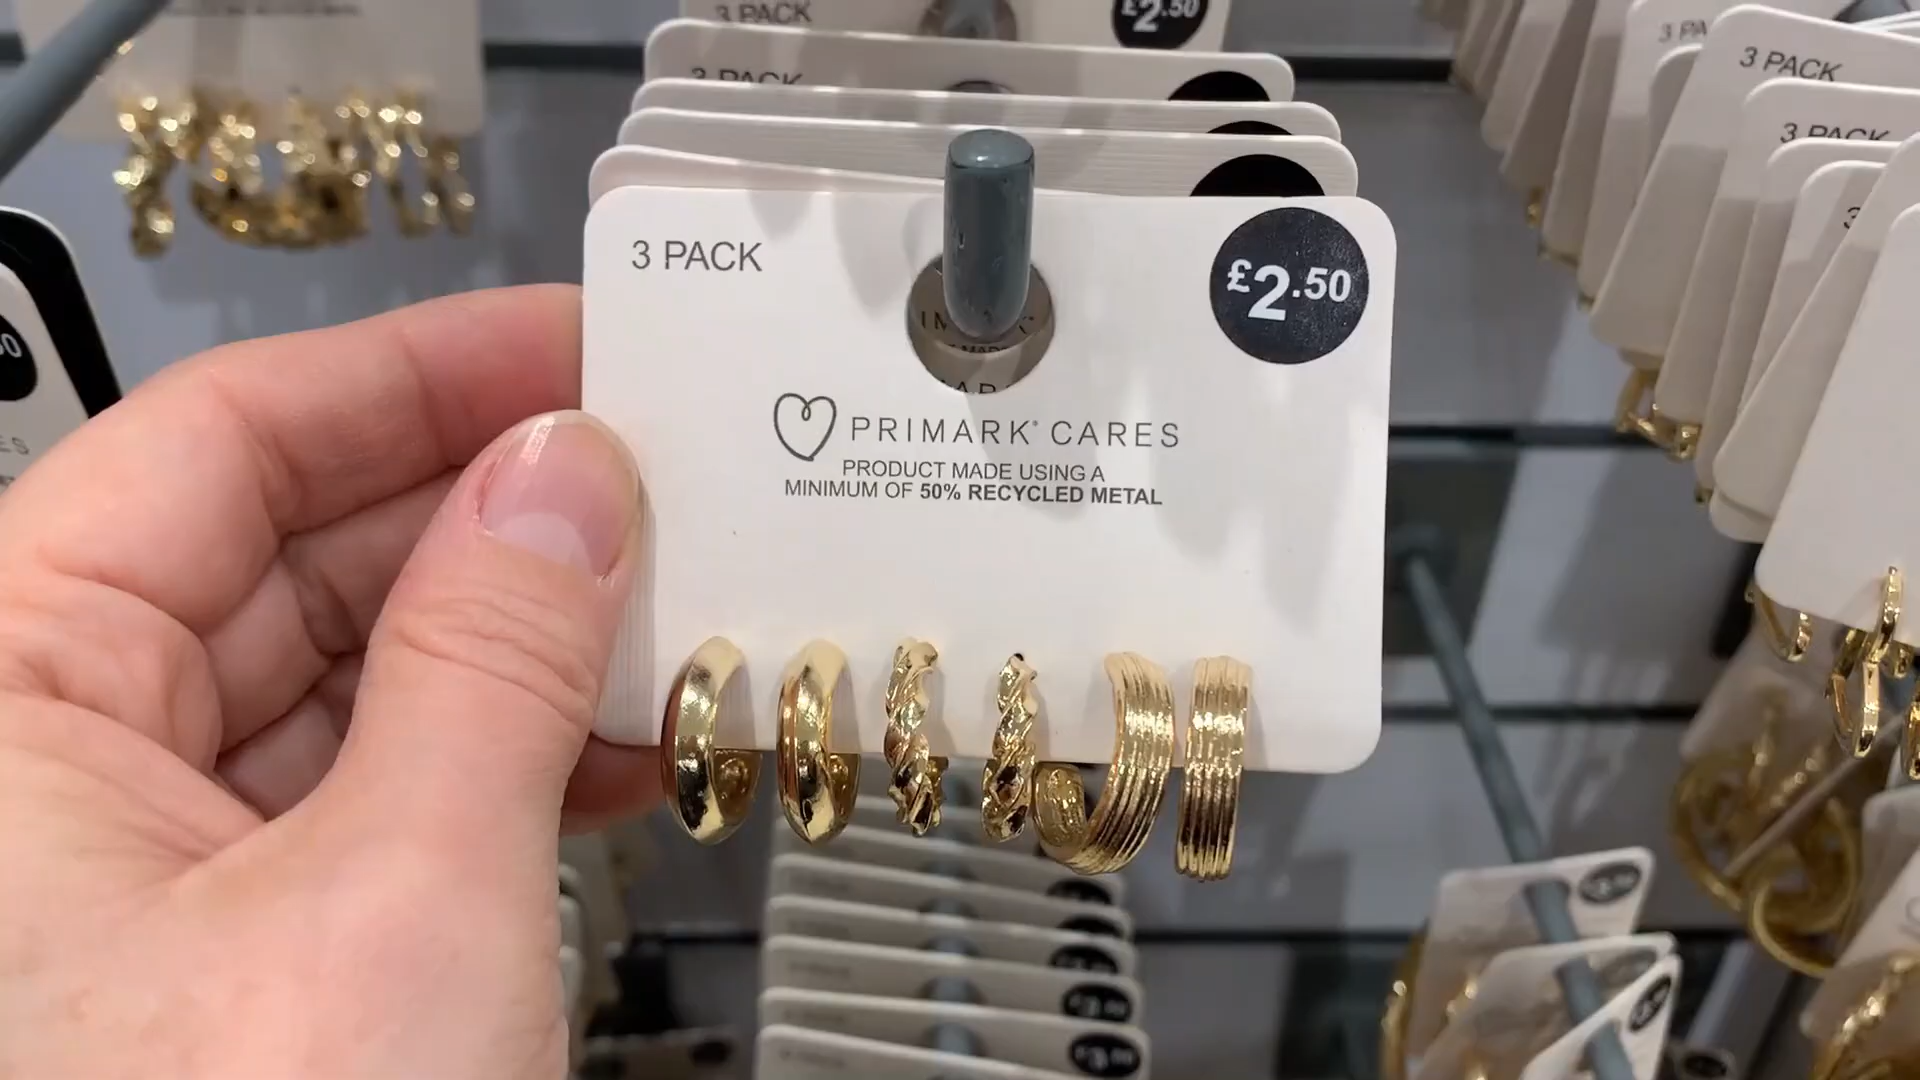 3 PACK
£2.50
3 PACK
3 PACK
£2.50
PRIMARK CARES
PRODUCT MADE USING A
MINIMUM OF 50% RECYCLED METAL
3 PACK
3 PACK